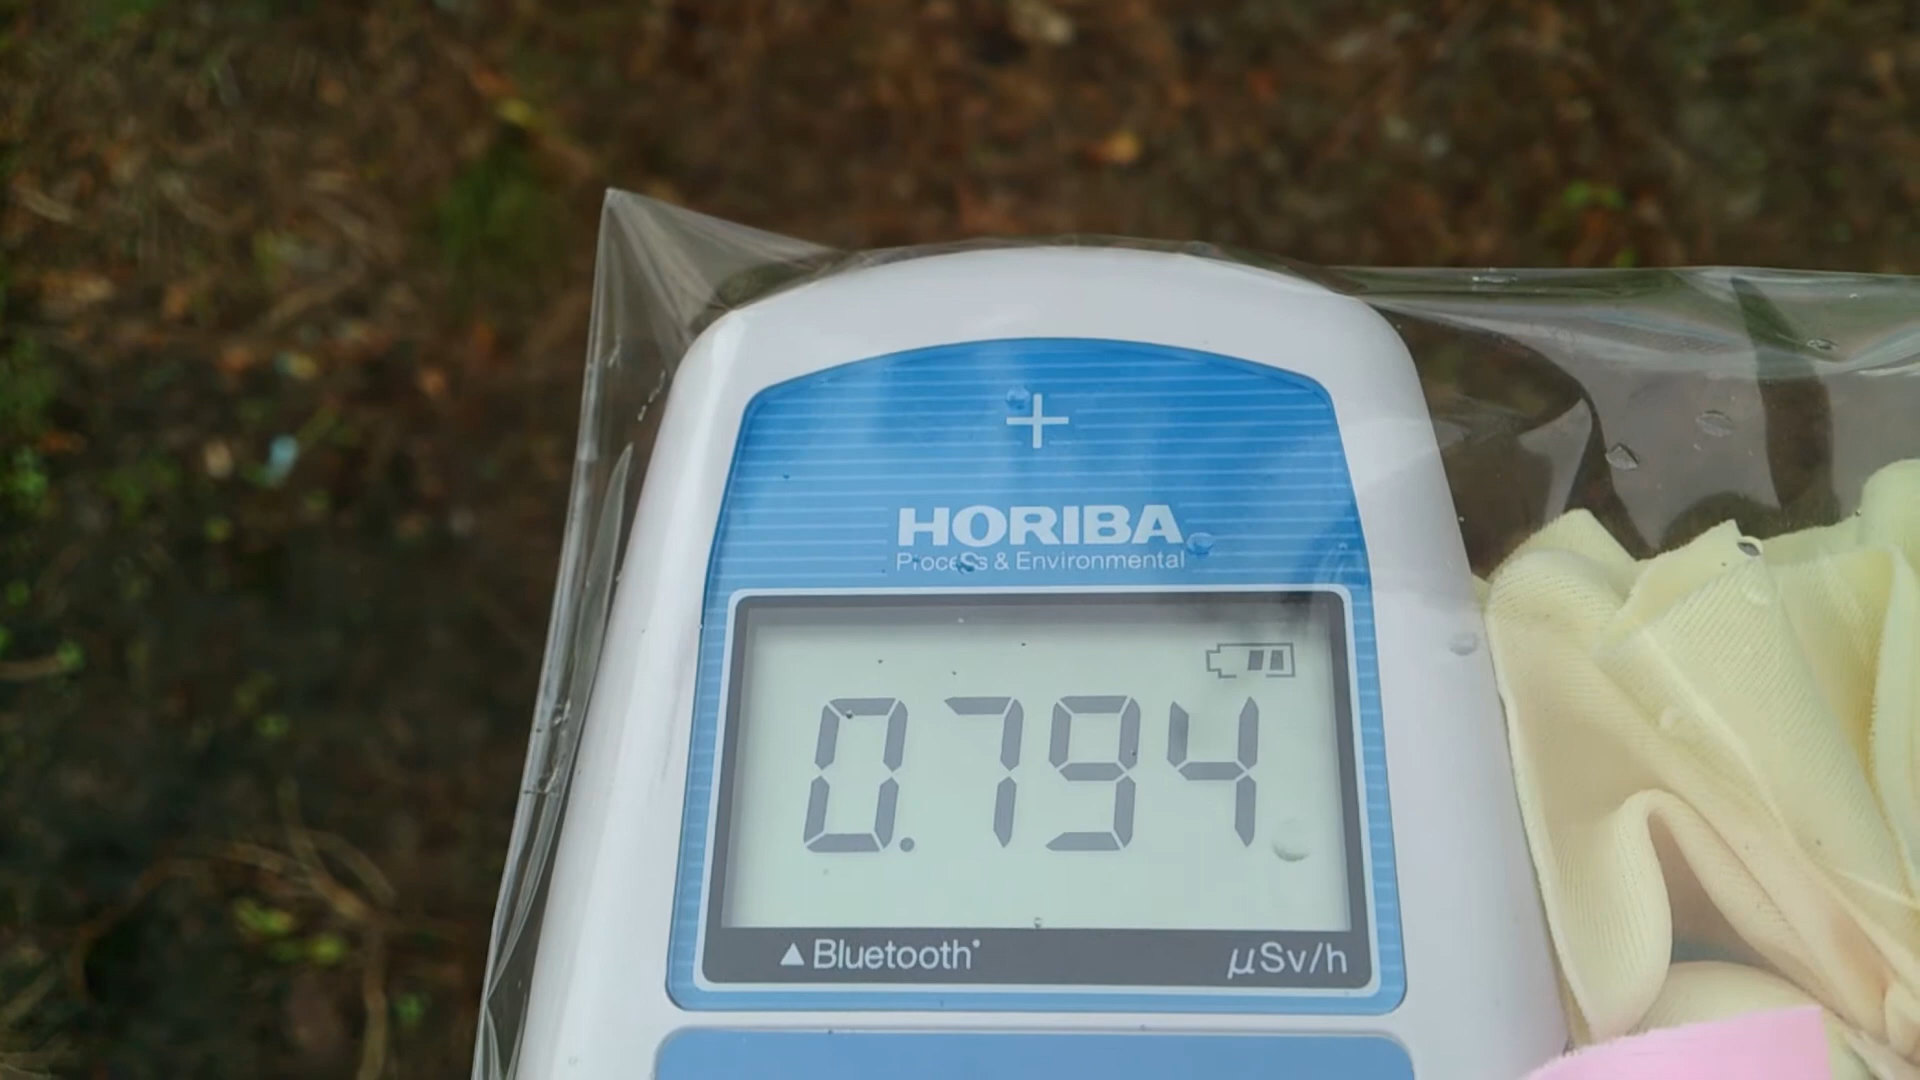 HORIBA
Process & Environmental
0.794
▲Bluetooth® μSv/h